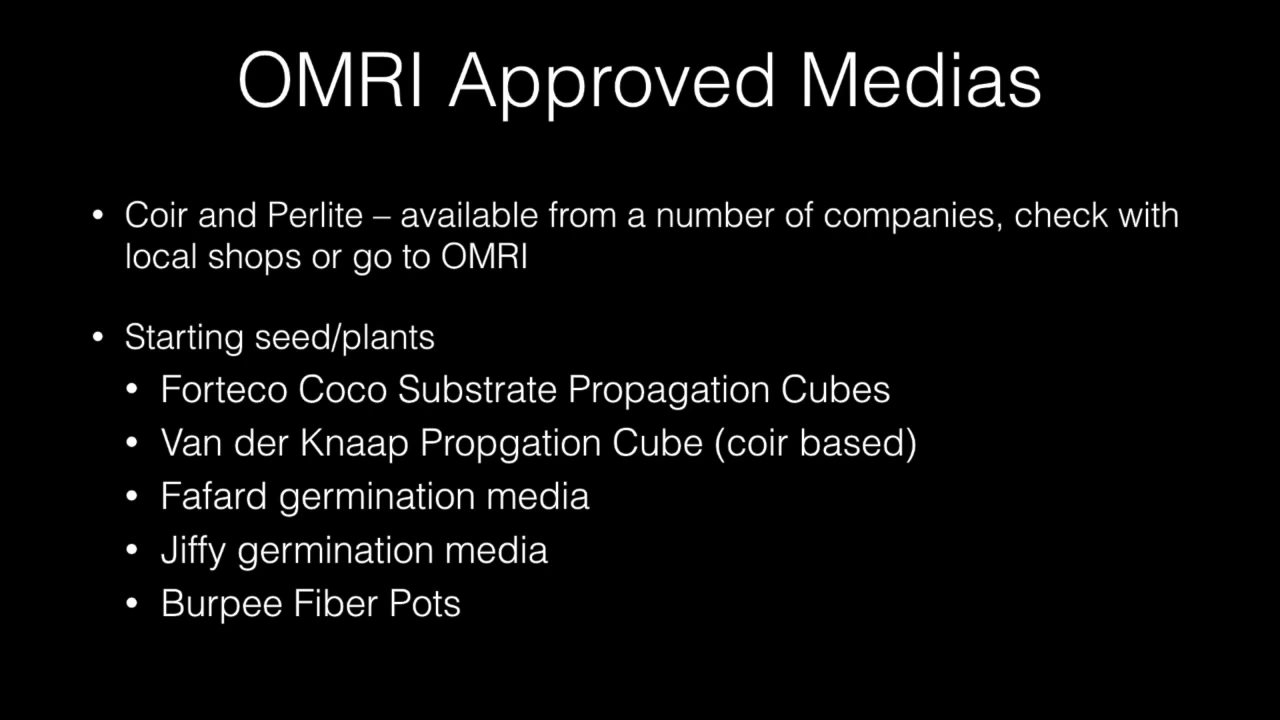 OMRI Approved Medias
• Coir and Perlite – available from a number of companies, check with
local shops or go to OMRI
• Starting seed/plants
• Forteco Coco Substrate Propagation Cubes
• Van der Knaap Propgation Cube (coir based)
• Fafard germination media
• Jiffy germination media
• Burpee Fiber Pots